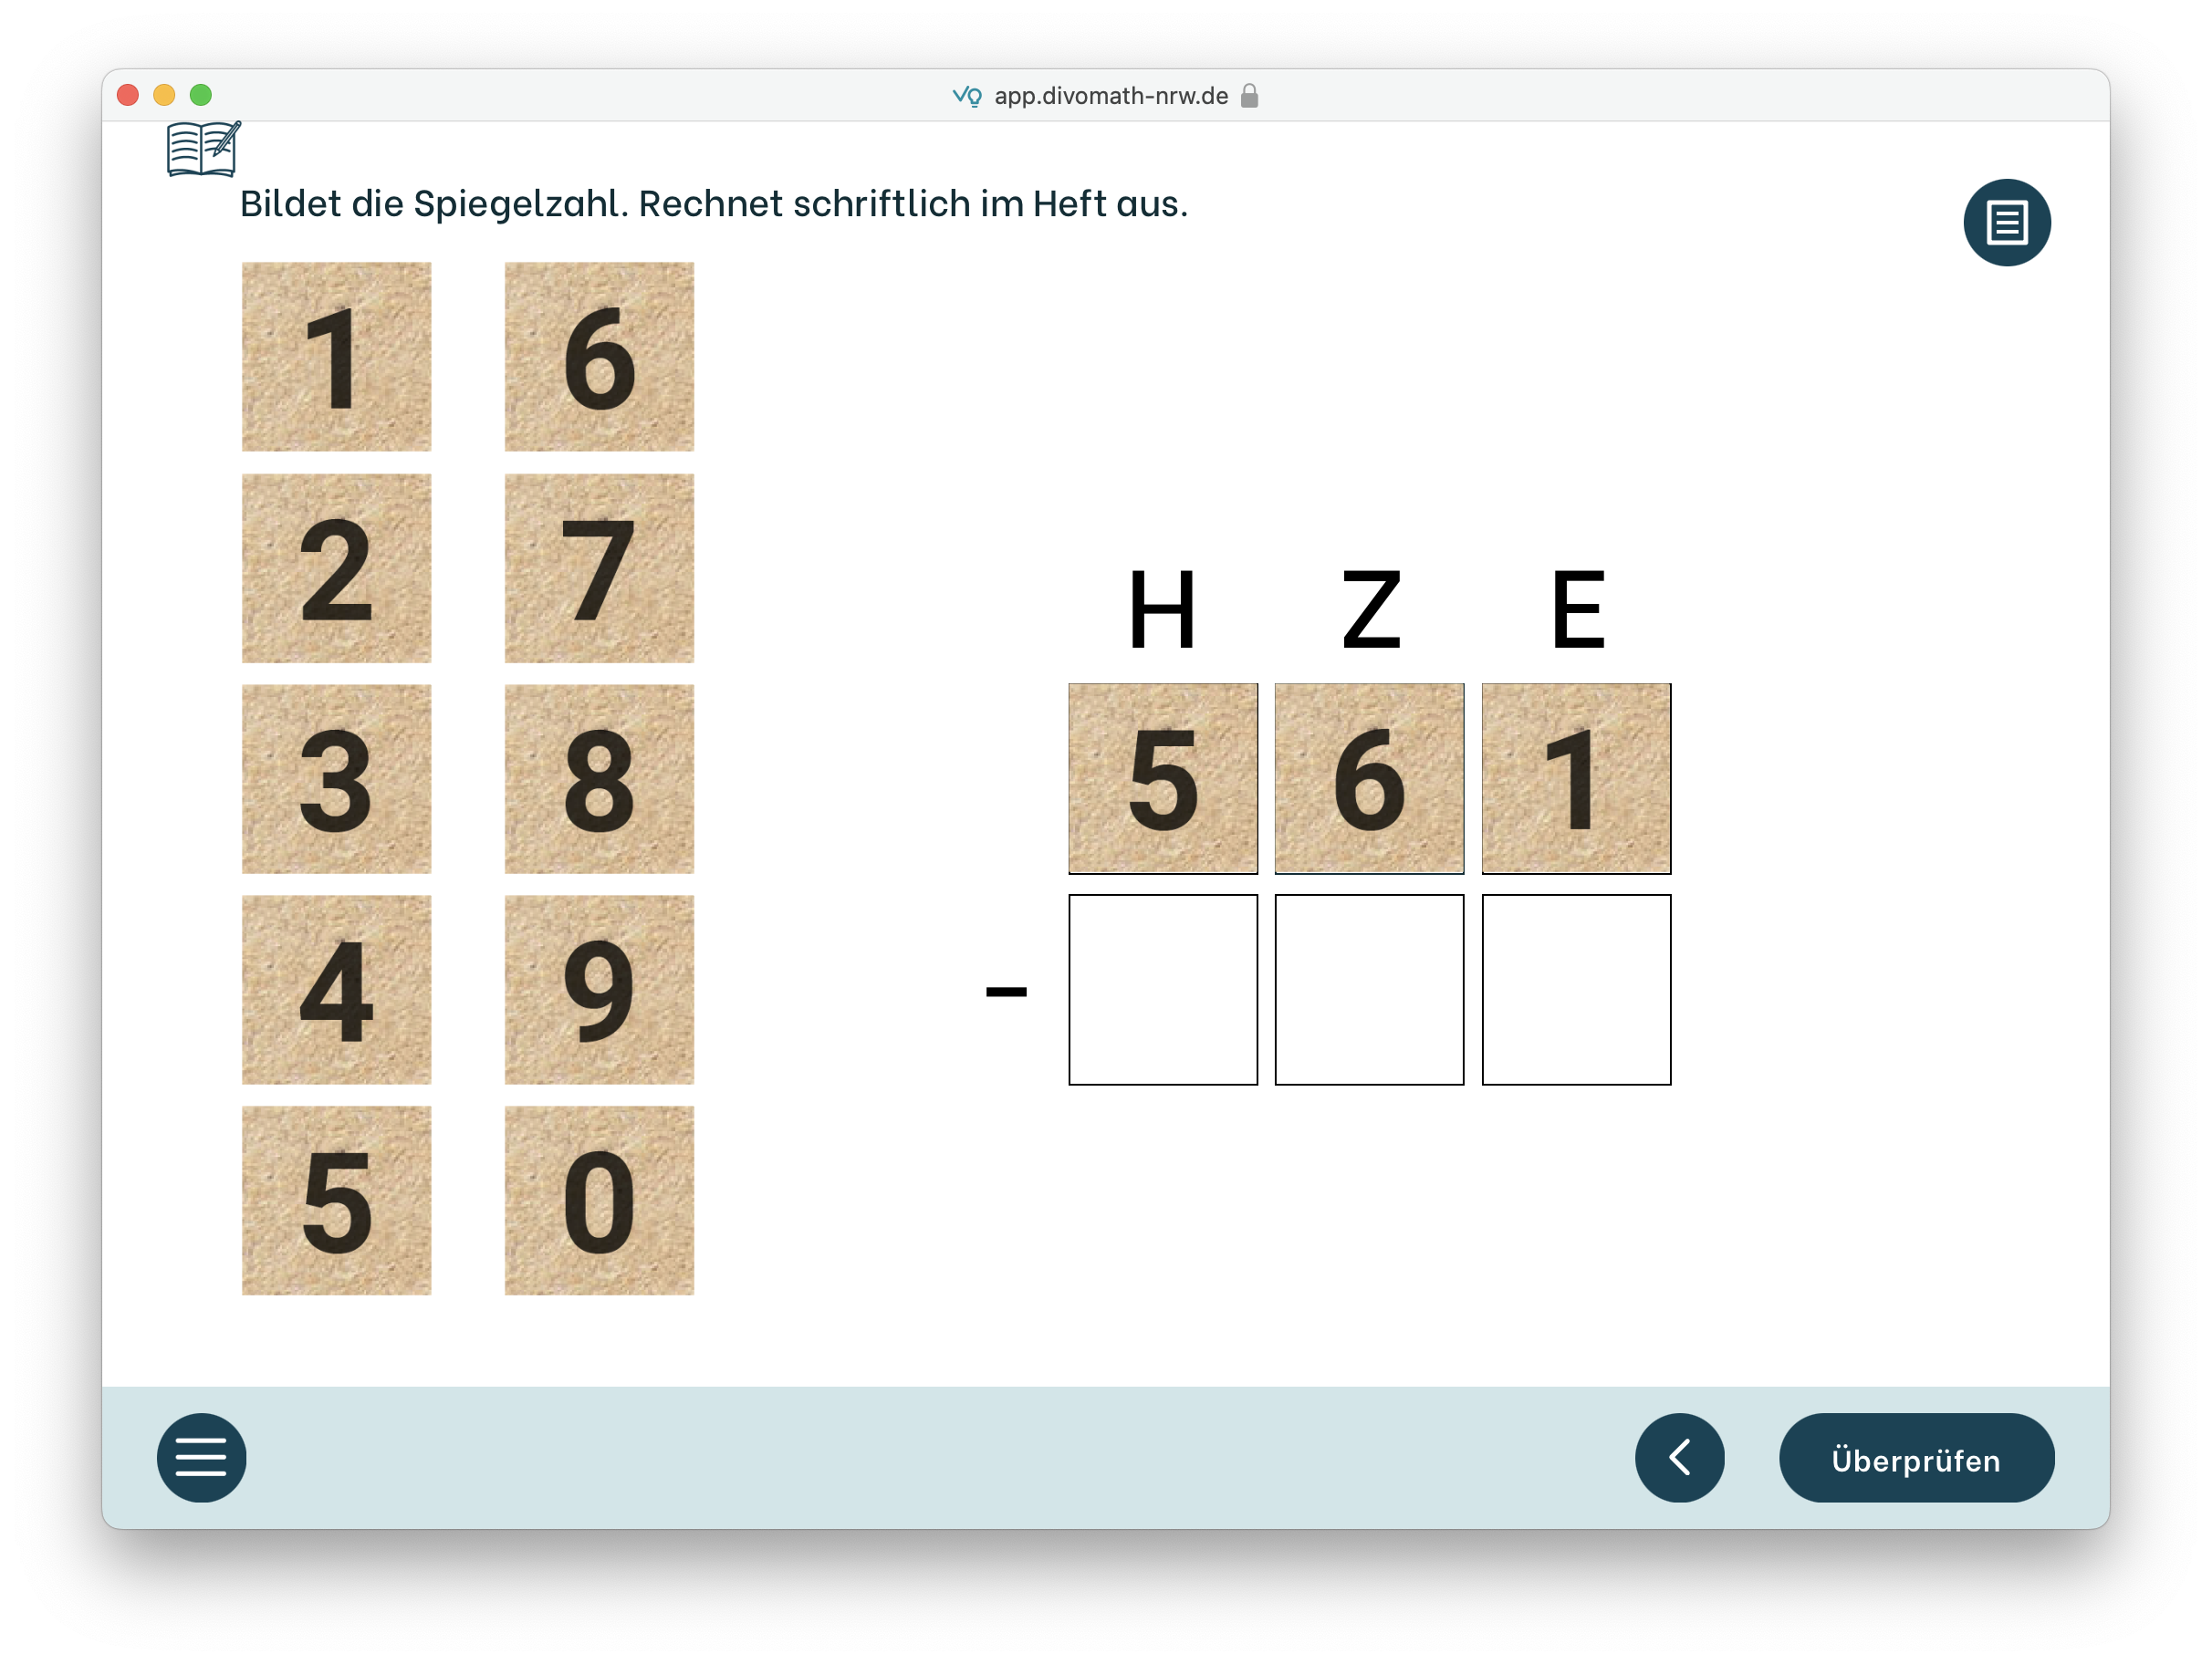 app.divomath-nrw.de
Bildet die Spiegelzahl. Rechnet schriftlich im Heft aus.
1 6
2 7
3 8
4 9
5 0
H Z E
5 6 1
-
Überprüfen